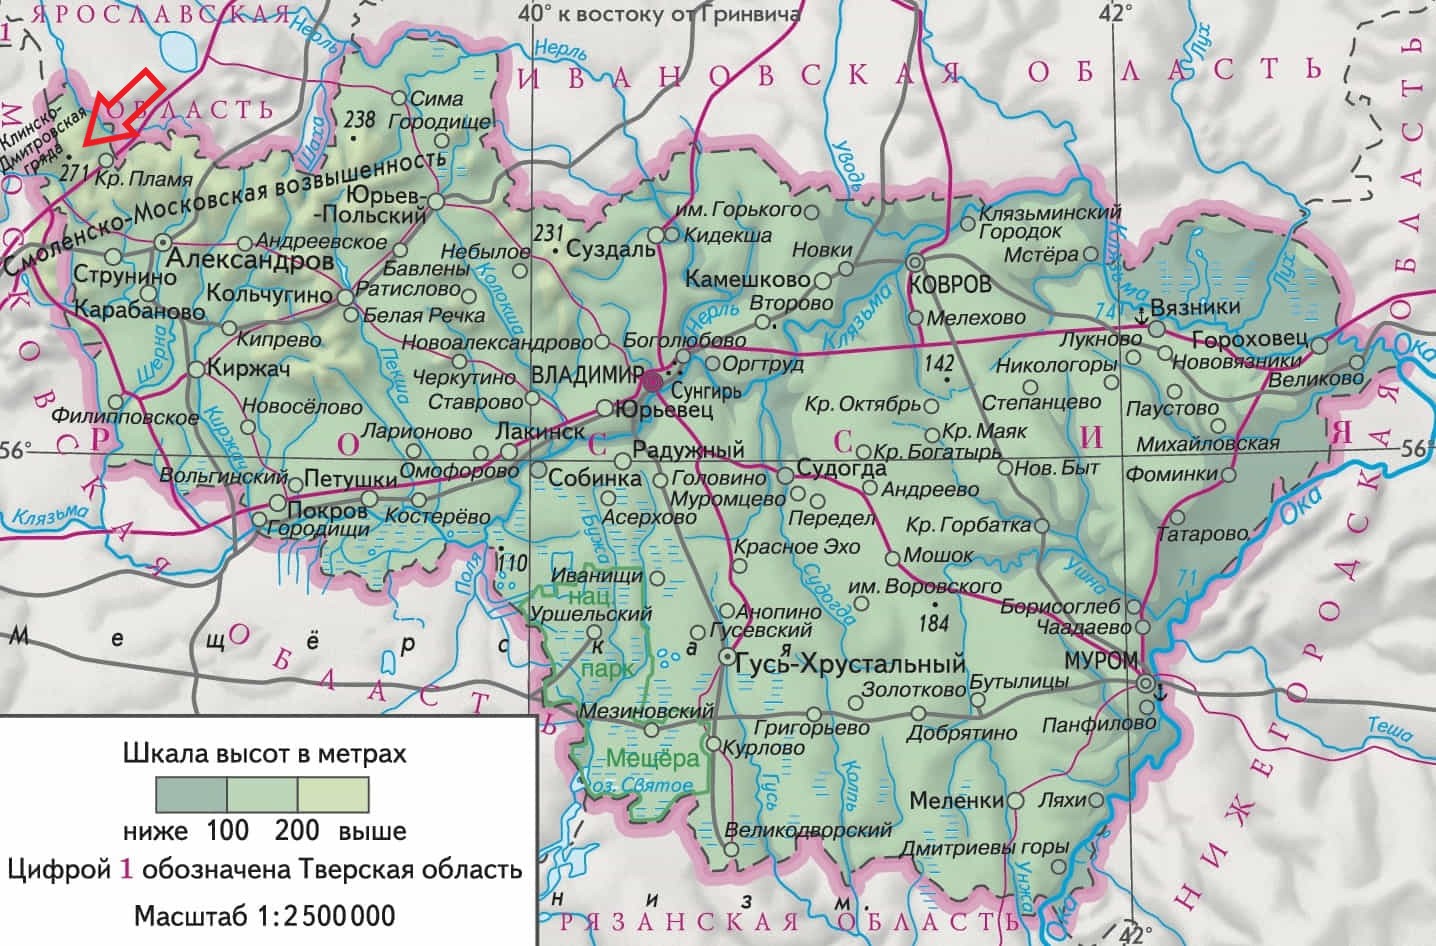 ЯРОСЛАВСКАЯ
ОБЛАСТЬ
40° к востоку от Гринвича
42°
1
ИВАНОВСКАЯ ОБЛАСТЬ
Нерль
Нерль
Лух
Шаха
Уводь
Клинско-
Дмитровская
гряда
271
Кр. Пламя
Сима
238
Городище
Смоленско-Московская возвышенность
Юрьев-
-Польский
им. Горького
Клязьминский
Городок
231
Суздаль
Кидекша
Андреевское
Небылое
Новки
Мстёра
Клязьма
Лух
Струнино
Александров
Бавлены
Колокша
Камешково
КОВРОВ
Карабаново
Кольчугино
Ратислово
Второво
74
Вязники
Белая Речка
Нерль
Клязьма
Мелехово
Шерна
Кипрево
Новоалександрово
Боголюбово
Лукново
Гороховец
Ока
Киржач
Пекша
Черкутино
ВЛАДИМИР
Оргтруд
142
Никологоры
Нововязники
Великово
Сунгирь
Филипповское
Новосёлово
Ставрово
Юрьевец
Кр. Октябрь
Степанцево
Паустово
Киржач
Ларионово
Лакинск
Кр. Маяк
Михайловская
РОССИЯ
56°
56°
Радужный
Кр. Богатырь
Вольгинский
Петушки
Омофорово
Собинка
Головино
Судогда
Нов. Быт
Фоминки
Муромцево
Андреево
Клязьма
Покров
Костерёво
Асерхово
Передел
Кр. Горбатка
Татарово
Ока
Городищи
Бужа
Красное Эхо
Мошок
110
Поля
Иванищи
Судогда
им. Воровского
Ушна
71
нац.
парк
Мещёра
Уршельский
Анопино
184
Борисоглеб
Гусевский
Чаадаево
Мещёрская
низм.
Гусь-Хрустальный
МУРОМ
Золотково
Бутылицы
Мезиновский
Григорьево
Добрятино
Панфилово
Теша
Курлово
оз. Святое
Гусь
Колпь
Меленки
Ляхи
Великодворский
Дмитриевы горы
Унжа
Ока
МОСКОВСКАЯ
ОБЛАСТЬ
НИЖЕГОРОДСКАЯ ОБЛАСТЬ
РЯЗАНСКАЯ ОБЛАСТЬ
42°
Шкала высот в метрах
ниже 100 200 выше
Цифрой 1 обозначена Тверская область
Масштаб 1:2 500 000